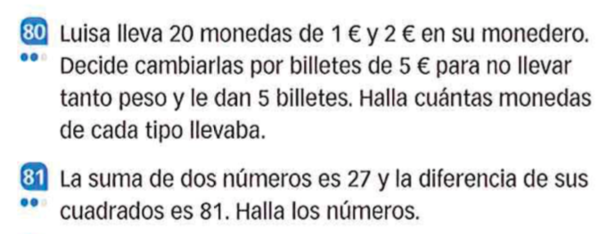 80 Luisa lleva 20 monedas de 1 € y 2 € en su monedero.
Decide cambiarlas por billetes de 5 € para no llevar
tanto peso y le dan 5 billetes. Halla cuántas monedas
de cada tipo llevaba.
81 La suma de dos números es 27 y la diferencia de sus
cuadrados es 81. Halla los números.